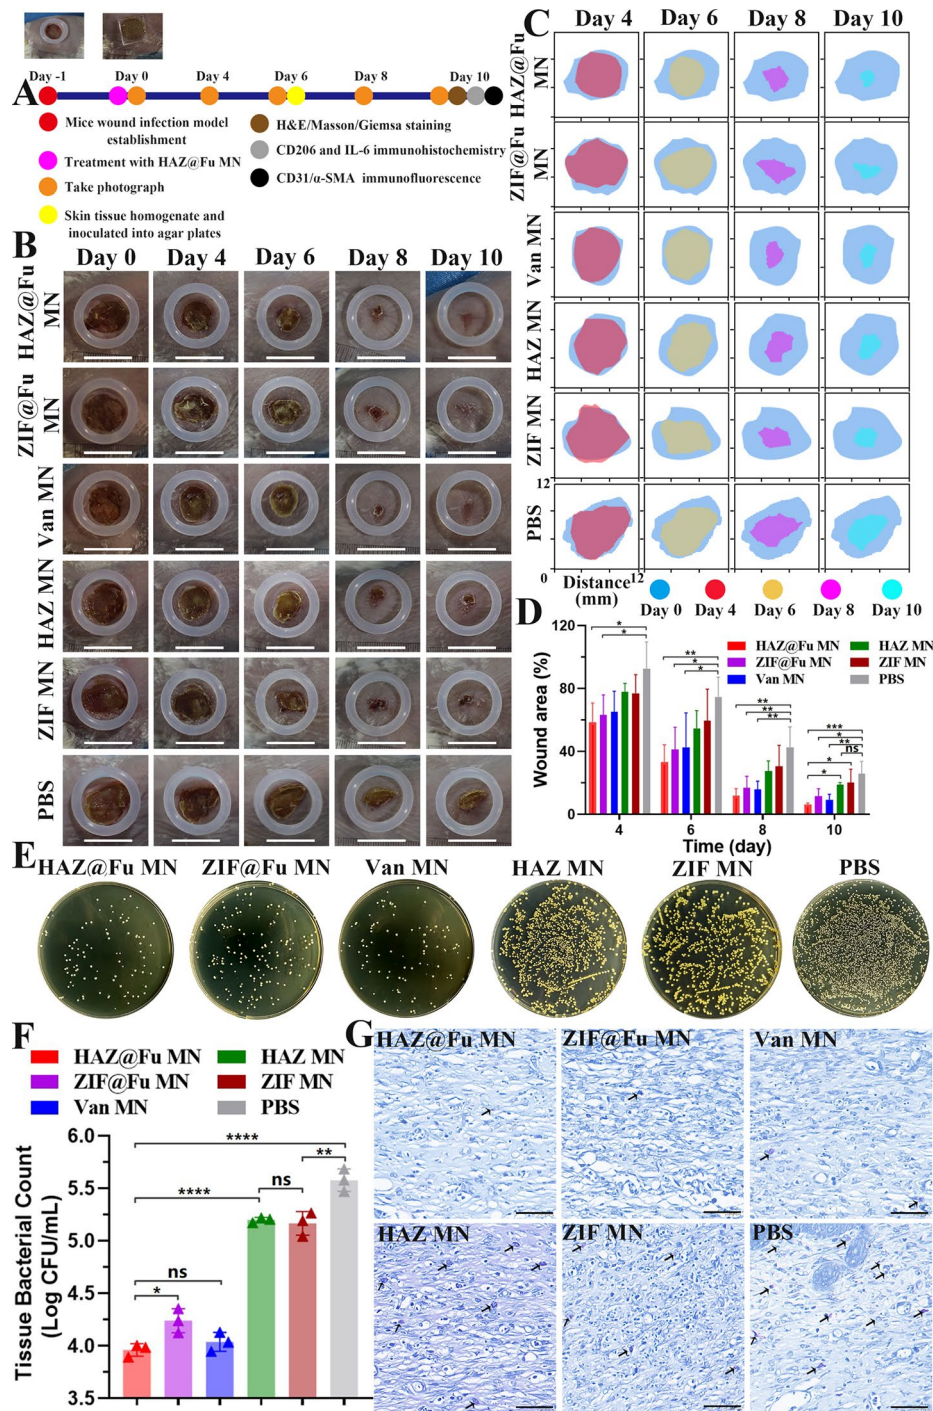 Day -1
Day 0
Day 4
Day 6
Day 8
Day 10
A
Mice wound infection model
establishment
Treatment with HAZ@Fu MN
Take photograph
Skin tissue homogenate and
inoculated into agar plates
H&E/Masson/Giemsa staining
CD206 and IL-6 immunohistochemistry
CD31/α-SMA immunofluorescence
B
Day 0
Day 4
Day 6
Day 8
Day 10
HAZ@Fu
MN
ZIF@Fu
MN
Van MN
HAZ MN
ZIF MN
PBS
C
Day 4
Day 6
Day 8
Day 10
HAZ@Fu
MN
ZIF@Fu
MN
Van MN
HAZ MN
ZIF MN
PBS
12
0
Distance
12
(mm)
Day 0
Day 4
Day 6
Day 8
Day 10
D
Wound area (%)
120
80
40
0
HAZ@Fu MN
ZIF@Fu MN
Van MN
HAZ MN
ZIF MN
PBS
*
*
**
*
*
**
**
**
***
*
**
ns
*
*
4
6
8
10
Time (day)
E
HAZ@Fu MN
ZIF@Fu MN
Van MN
HAZ MN
ZIF MN
PBS
F
HAZ@Fu MN
ZIF@Fu MN
Van MN
HAZ MN
ZIF MN
PBS
Tissue Bacterial Count
(Log CFU/mL)
6.0
5.5
5.0
4.5
4.0
3.5
****
**
****
ns
ns
*
G
HAZ@Fu MN
ZIF@Fu MN
Van MN
HAZ MN
ZIF MN
PBS